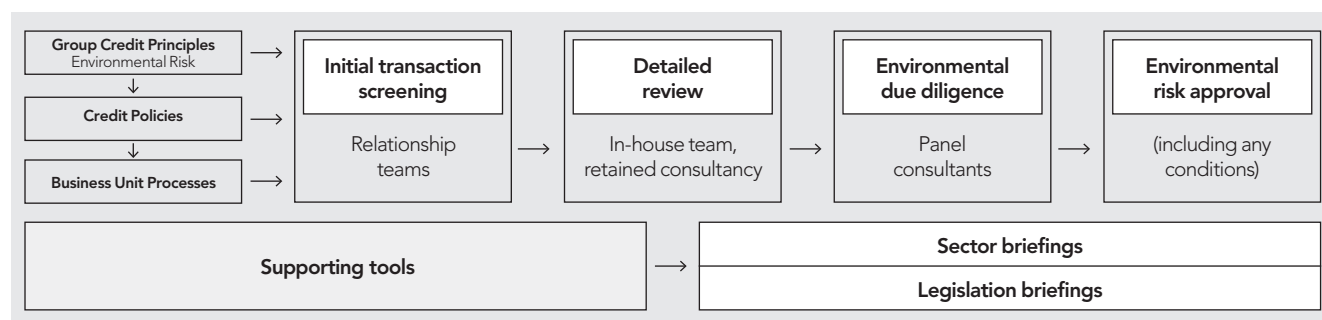 Group Credit Principles
Environmental Risk
Credit Policies
Business Unit Processes
Initial transaction
screening
Relationship
teams
Detailed
review
In-house team,
retained consultancy
Environmental
due diligence
Panel
consultants
Environmental
risk approval
(including any
conditions)
Supporting tools
Sector briefings
Legislation briefings